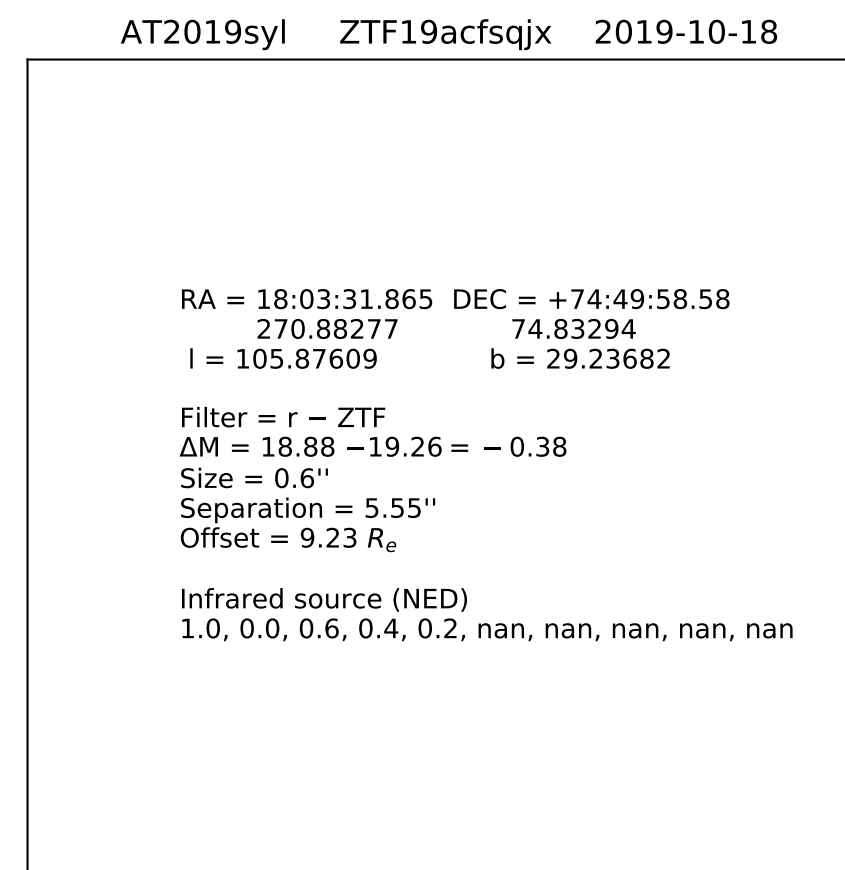 AT2019syl ZTF19acfsqjx 2019-10-18
RA = 18:03:31.865 DEC = +74:49:58.58
270.88277 74.83294
l = 105.87609 b = 29.23682
Filter = r − ZTF
ΔM = 18.88 −19.26 = − 0.38
Size = 0.6''
Separation = 5.55''
Offset = 9.23 Rₑ
Infrared source (NED)
1.0, 0.0, 0.6, 0.4, 0.2, nan, nan, nan, nan, nan